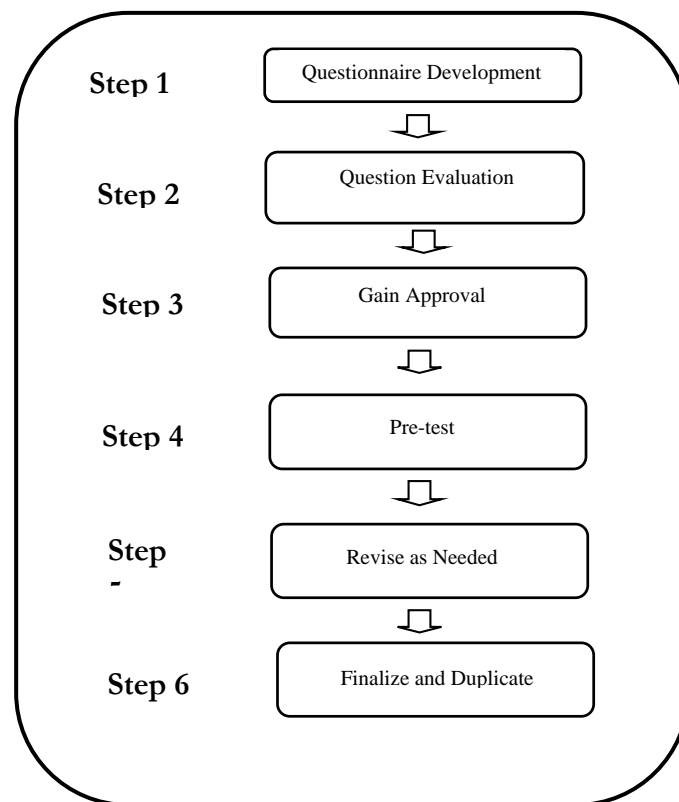 Step 1
Questionnaire Development
Step 2
Question Evaluation
Step 3
Gain Approval
Step 4
Pre-test
Step
Revise as Needed
Step 6
Finalize and Duplicate